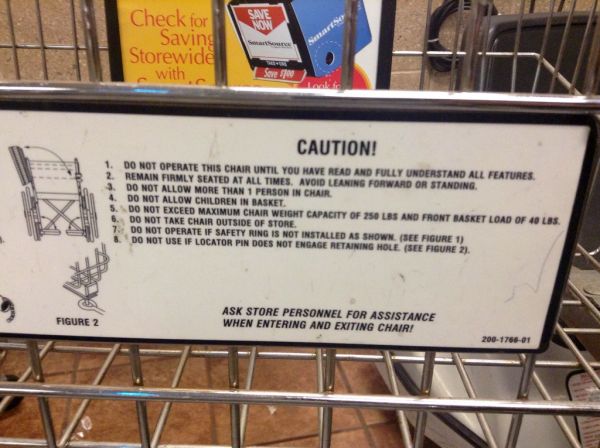 Check for
Saving
Storewide
with
SAVE
NOW
SmartSource
TAKE ONE
Save $100
SmartSo
Look fo
CAUTION!
1. DO NOT OPERATE THIS CHAIR UNTIL YOU HAVE READ AND FULLY UNDERSTAND ALL FEATURES.
2. REMAIN FIRMLY SEATED AT ALL TIMES. AVOID LEANING FORWARD OR STANDING.
3. DO NOT ALLOW MORE THAN 1 PERSON IN CHAIR.
4. DO NOT ALLOW CHILDREN IN BASKET.
5. DO NOT EXCEED MAXIMUM CHAIR WEIGHT CAPACITY OF 250 LBS AND FRONT BASKET LOAD OF 40 LBS.
6. DO NOT TAKE CHAIR OUTSIDE OF STORE.
7. DO NOT OPERATE IF SAFETY RING IS NOT INSTALLED AS SHOWN. (SEE FIGURE 1)
8. DO NOT USE IF LOCATOR PIN DOES NOT ENGAGE RETAINING HOLE. (SEE FIGURE 2).
FIGURE 2
ASK STORE PERSONNEL FOR ASSISTANCE
WHEN ENTERING AND EXITING CHAIR!
200-1766-01